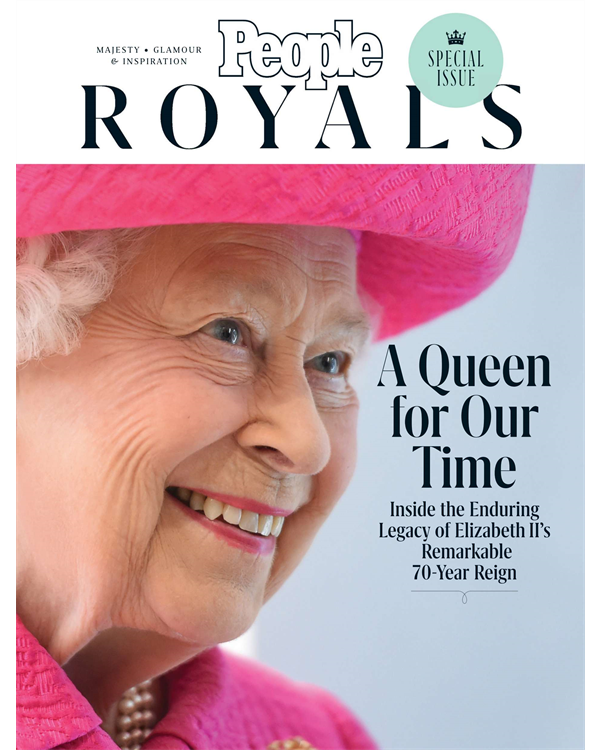 MAJESTY • GLAMOUR
& INSPIRATION
People
SPECIAL
ISSUE
ROYALS
A Queen
for Our
Time
Inside the Enduring
Legacy of Elizabeth II's
Remarkable
70-Year Reign